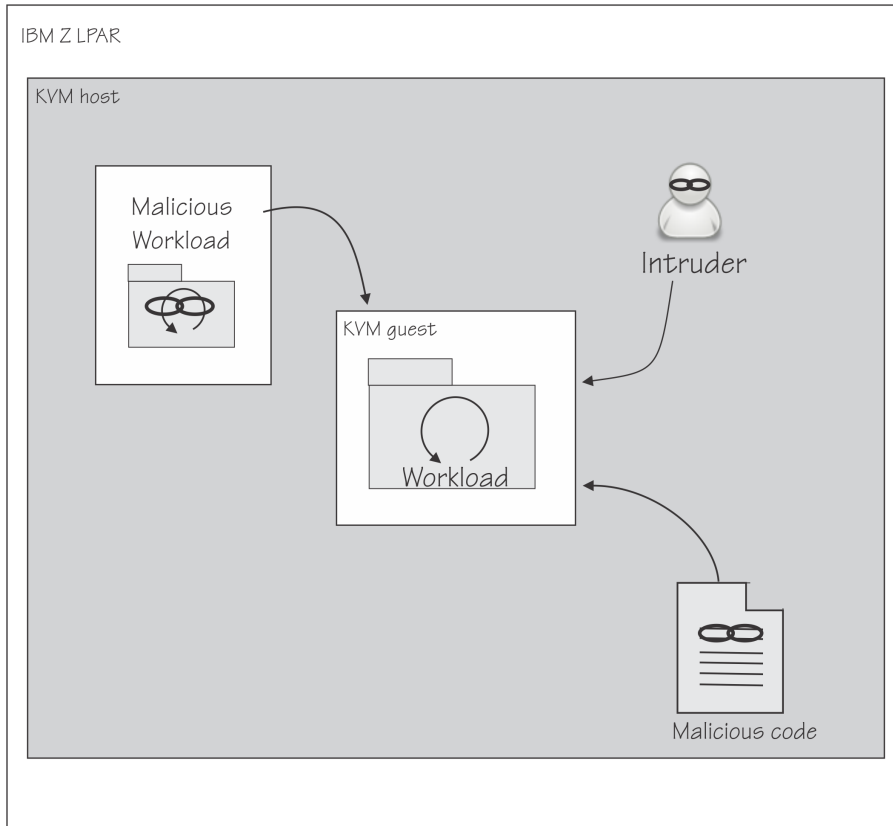 IBM Z LPAR
KVM host
Malicious
Workload
Intruder
KVM guest
Workload
Malicious code